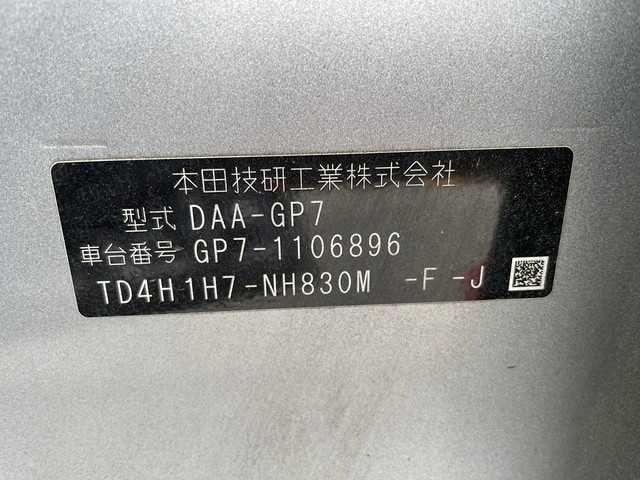 本田技研工業株式会社
型式 DAA-GP7
車台番号 GP7-1106896
TD4H1H7-NH830M -F -J